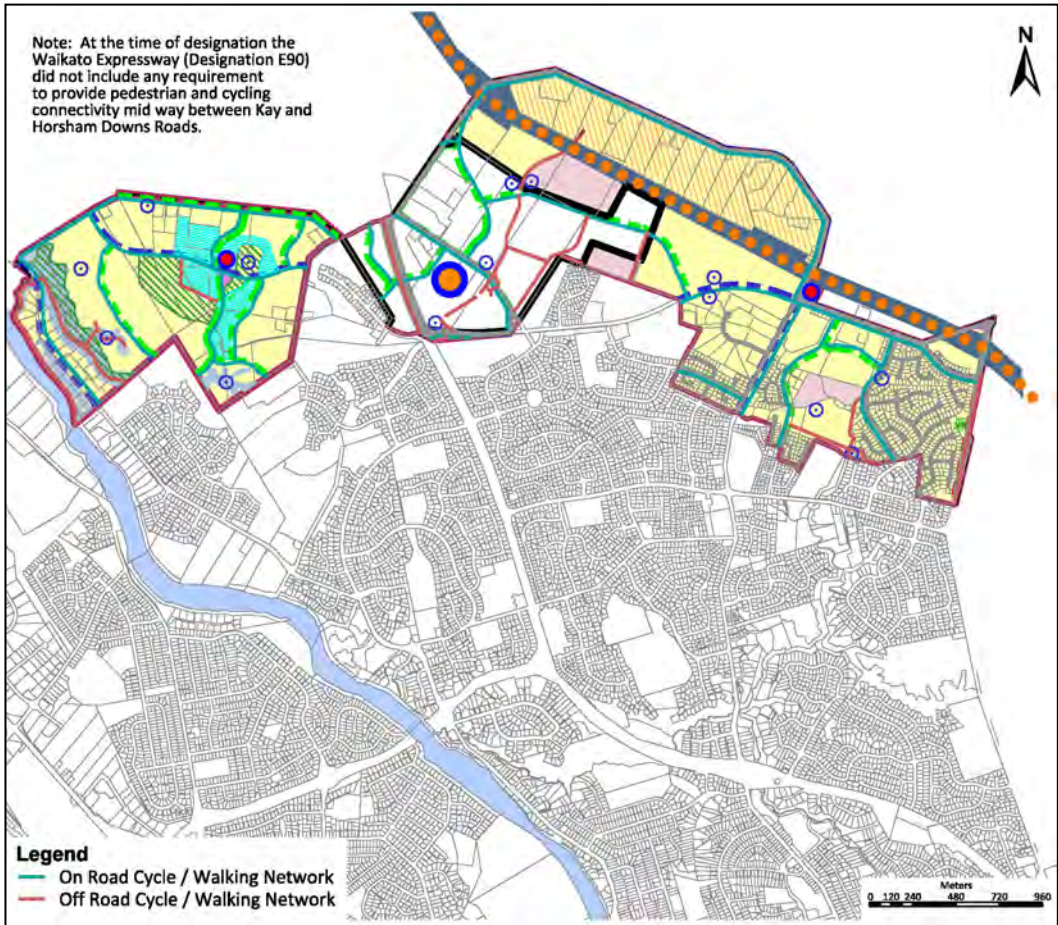 Note: At the time of designation the
Waikato Expressway (Designation E90)
did not include any requirement
to provide pedestrian and cycling
connectivity mid way between Kay and
Horsham Downs Roads.
N
Legend
On Road Cycle / Walking Network
Off Road Cycle / Walking Network
Meters
0 120 240 480 720 960